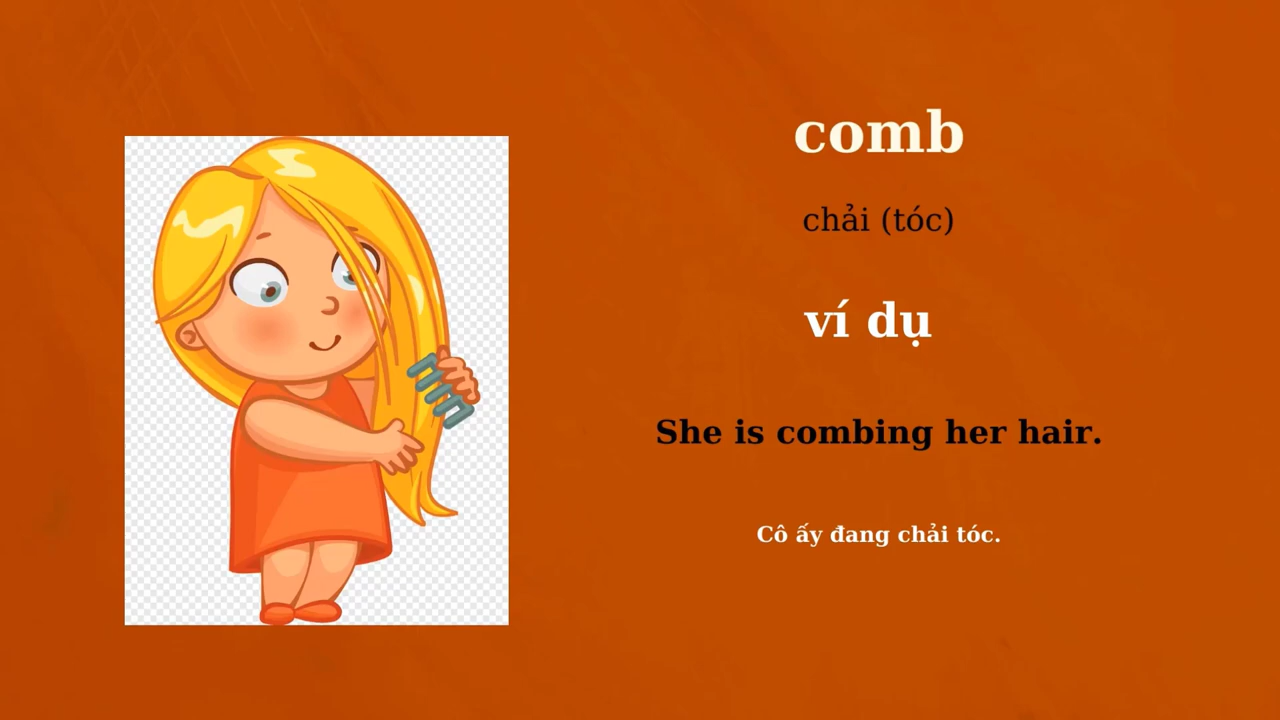 comb
chải (tóc)
ví dụ
She is combing her hair.
Cô ấy đang chải tóc.